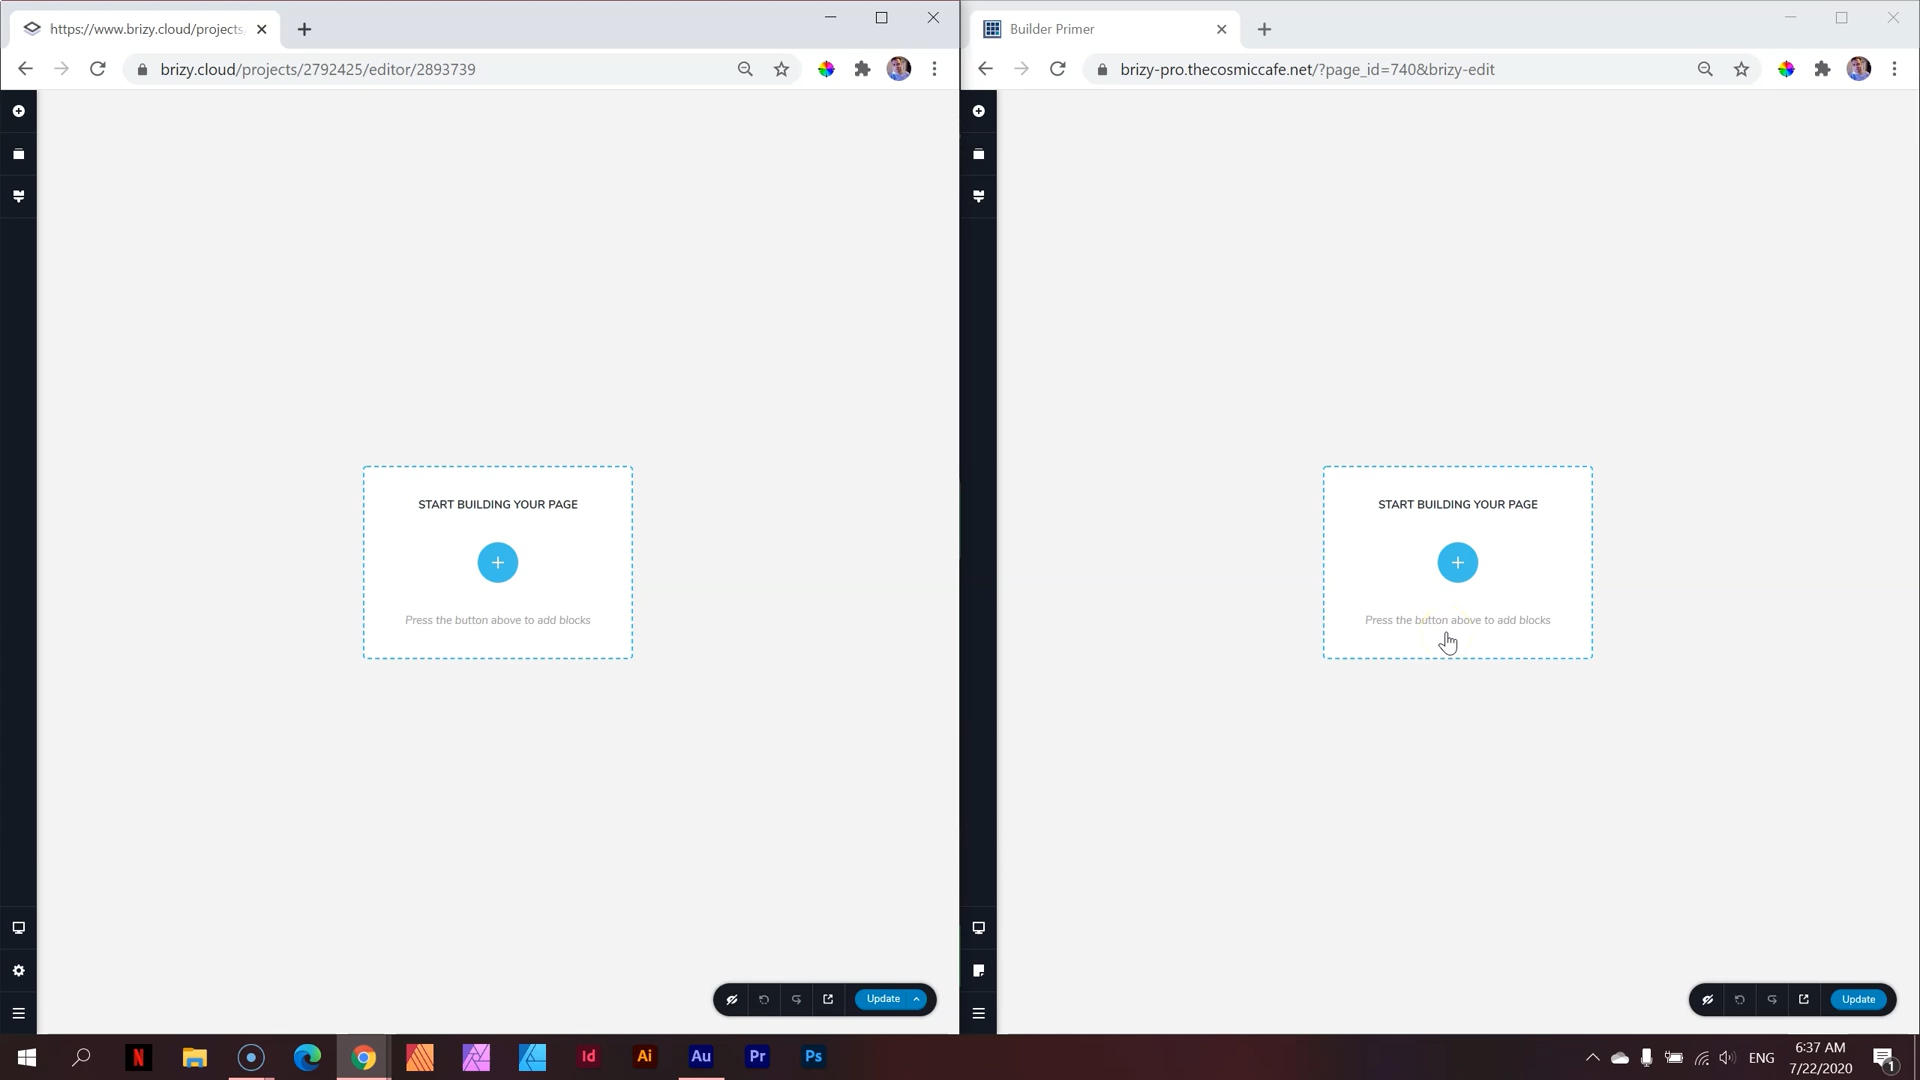 https://www.brizy.cloud/projects
brizy.cloud/projects/2792425/editor/2893739
START BUILDING YOUR PAGE
Press the button above to add blocks
Update
Builder Primer
brizy-pro.thecosmiccafe.net/?page_id=740&brizy-edit
START BUILDING YOUR PAGE
Press the button above to add blocks
Update
N
Id
Ai
Au
Pr
Ps
ENG
6:37 AM
7/22/2020
1